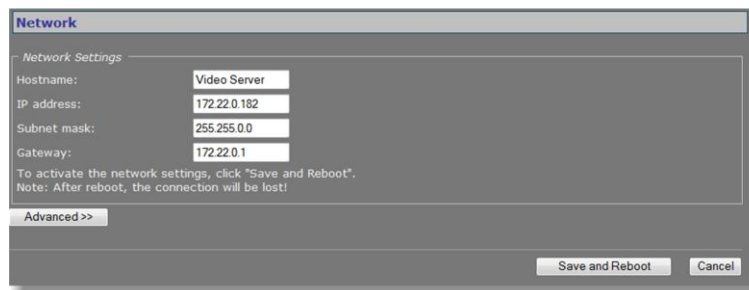 Network
Network Settings
Hostname: Video Server
IP address: 172.22.0.182
Subnet mask: 255.255.0.0
Gateway: 172.22.0.1
To activate the network settings, click "Save and Reboot".
Note: After reboot, the connection will be lost!
Advanced >>
Save and Reboot Cancel